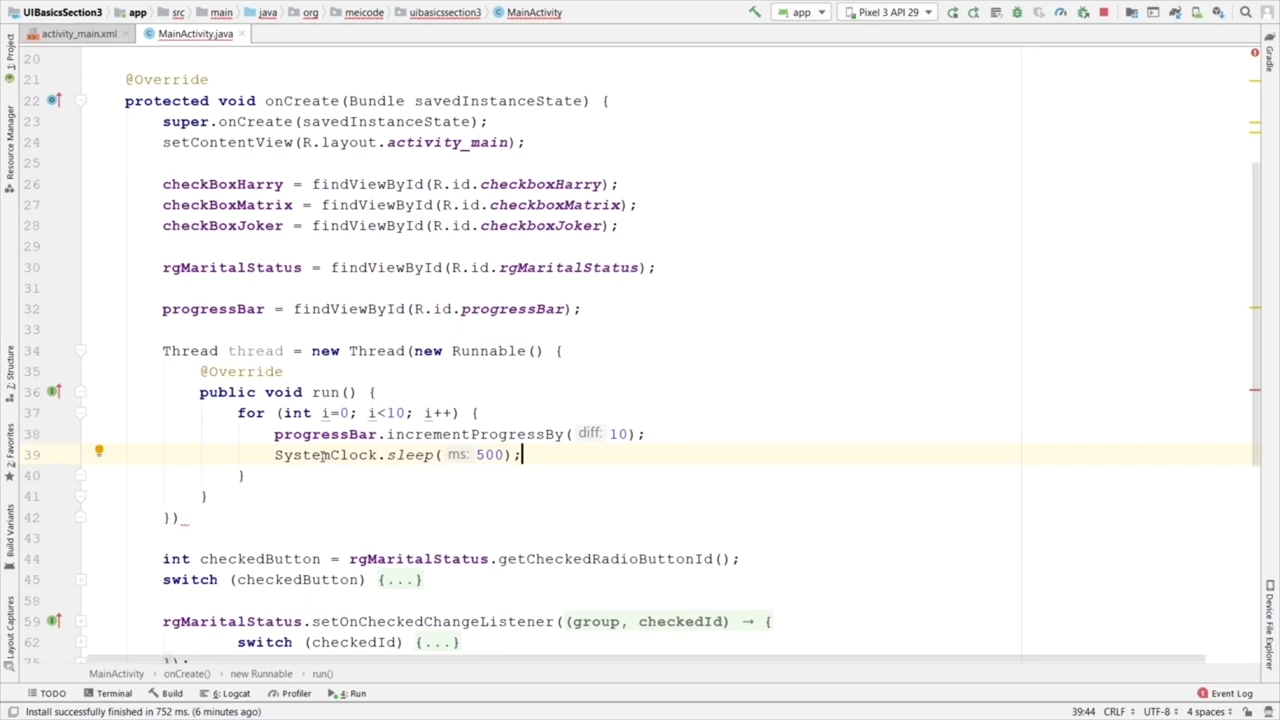 UIBasicsSection3 app src main java org meicode uibasicssection3 MainActivity app Pixel 3 API 29
activity_main.xml MainActivity.java
1: Project
Resource Manager
7: Structure
2: Favorites
Build Variants
Layout Captures
20
21 @Override
22 protected void onCreate(Bundle savedInstanceState) {
23 super.onCreate(savedInstanceState);
24 setContentView(R.layout.activity_main);
25
26 checkBoxHarry = findViewById(R.id.checkboxHarry);
27 checkBoxMatrix = findViewById(R.id.checkboxMatrix);
28 checkBoxJoker = findViewById(R.id.checkboxJoker);
29
30 rgMaritalStatus = findViewById(R.id.rgMaritalStatus);
31
32 progressBar = findViewById(R.id.progressBar);
33
34 Thread thread = new Thread(new Runnable() {
35 @Override
36 public void run() {
37 for (int i=0; i<10; i++) {
38 progressBar.incrementProgressBy( diff: 10);
39 SystemClock.sleep( ms: 500);
40 }
41 }
42 })
43
44 int checkedButton = rgMaritalStatus.getCheckedRadioButtonId();
45 switch (checkedButton) {...}
58
59 rgMaritalStatus.setOnCheckedChangeListener((group, checkedId) → {
62 switch (checkedId) {...}
75 });
Gradle
Device File Explorer
MainActivity onCreate() new Runnable run()
TODO Terminal Build 6: Logcat Profiler 4: Run 1 Event Log
Install successfully finished in 752 ms. (6 minutes ago) 39:44 CRLF UTF-8 4 spaces